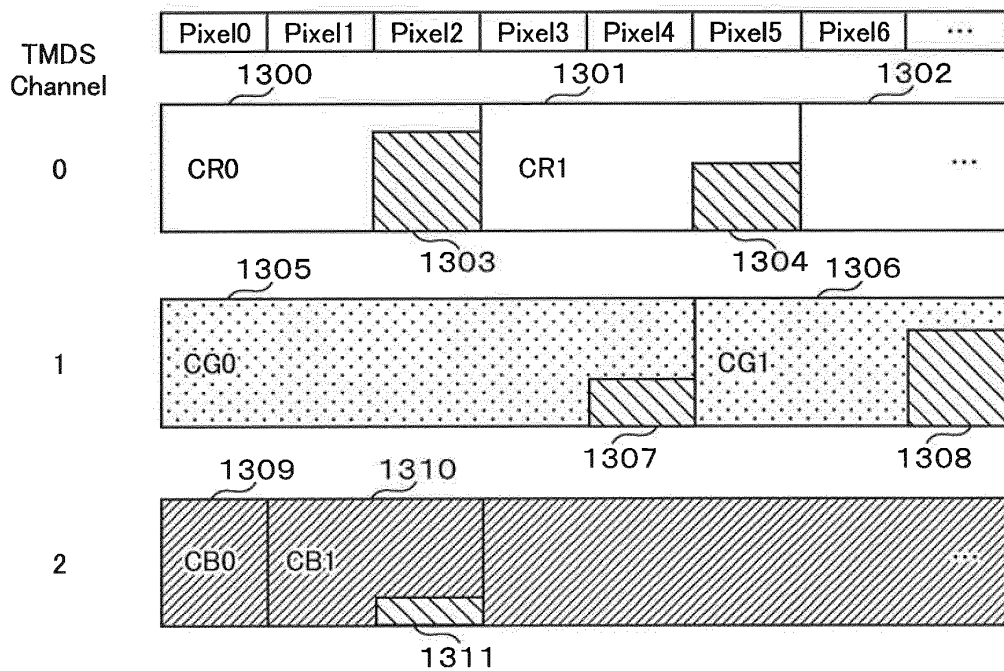 Pixel0 Pixel1 Pixel2 Pixel3 Pixel4 Pixel5 Pixel6 ...
TMDS
Channel
1300 1301 1302
0 CR0 CR1 ...
1303 1304
1305 1306
1 CG0 CG1
1307 1308
1309 1310
2 CB0 CB1 ...
1311